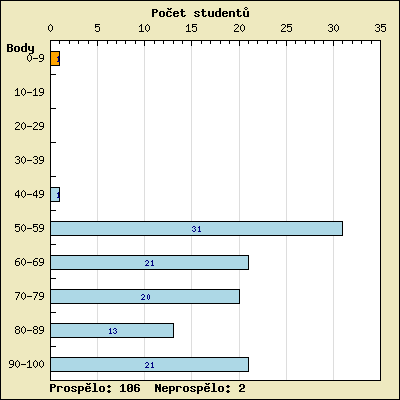 Počet studentů
0 5 10 15 20 25 30 35
Body
0-9 1
10-19
20-29
30-39
40-49 1
50-59 31
60-69 21
70-79 20
80-89 13
90-100 21
Prospělo: 106 Neprospělo: 2